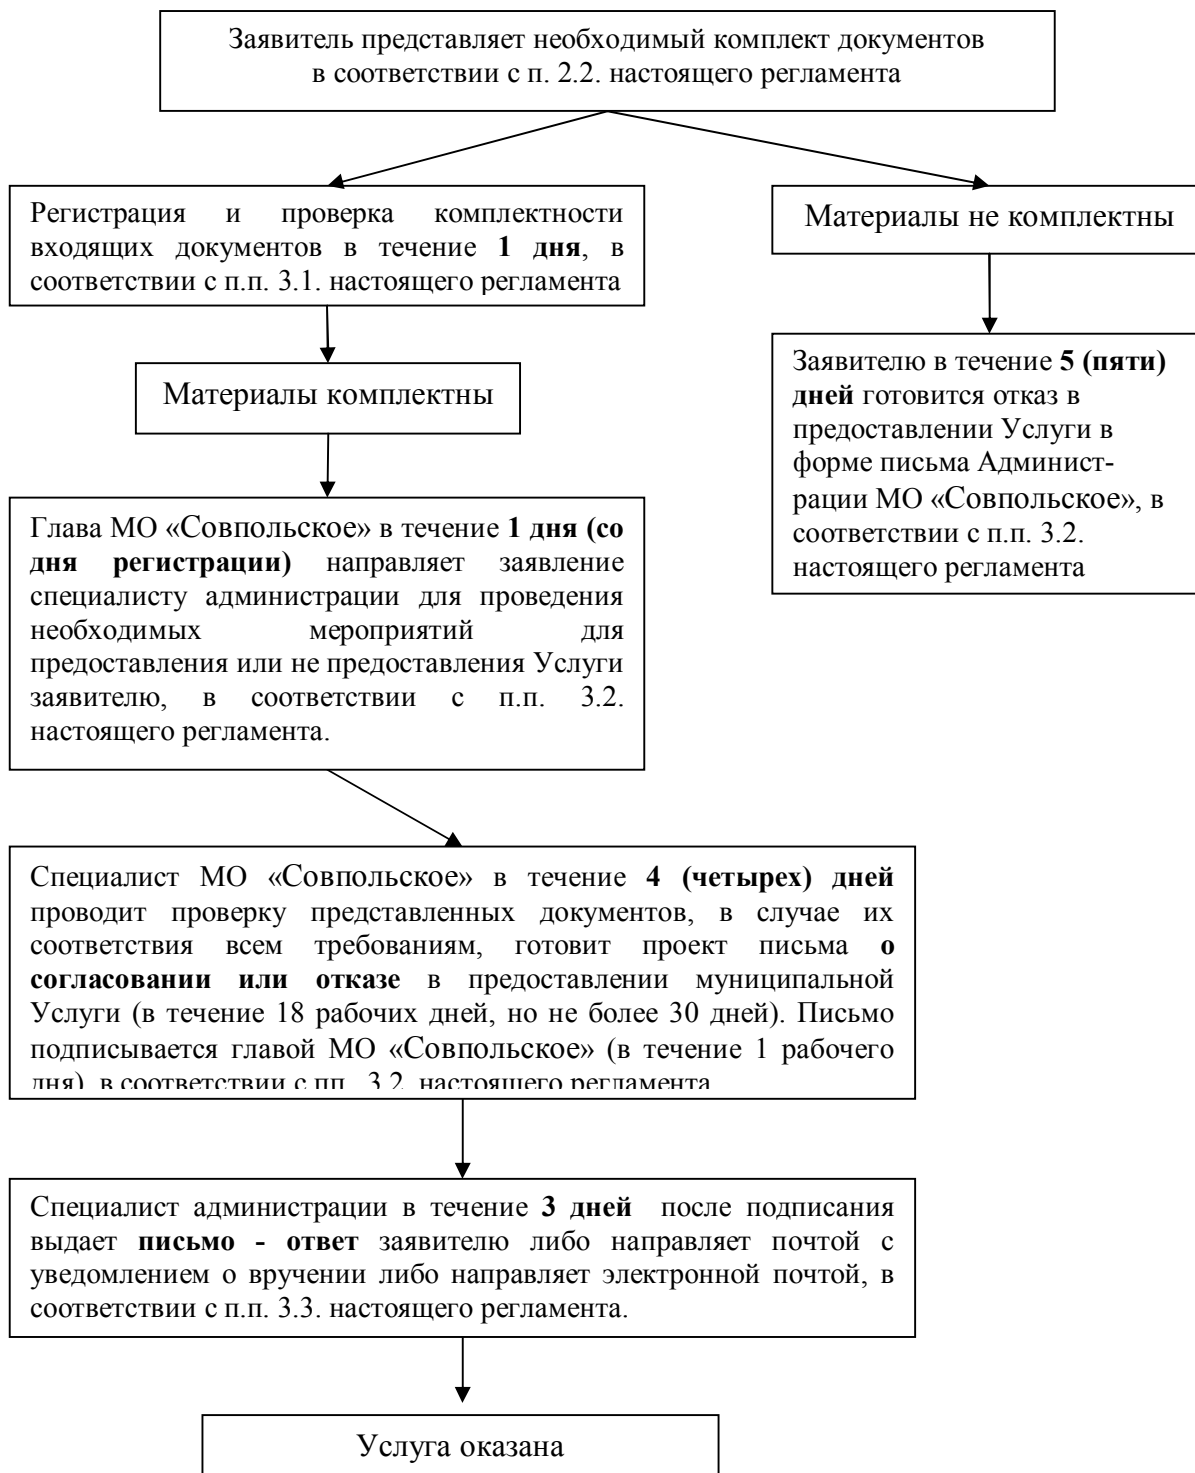 Заявитель представляет необходимый комплект документов
в соответствии с п. 2.2. настоящего регламента
Регистрация и проверка комплектности
входящих документов в течение 1 дня, в
соответствии с п.п. 3.1. настоящего регламента
Материалы не комплектны
Материалы комплектны
Заявителю в течение 5 (пяти)
дней готовится отказ в
предоставлении Услуги в
форме письма Админист-
рации МО «Совпольское», в
соответствии с п.п. 3.2.
настоящего регламента
Глава МО «Совпольское» в течение 1 дня (со
дня регистрации) направляет заявление
специалисту администрации для проведения
необходимых мероприятий для
предоставления или не предоставления Услуги
заявителю, в соответствии с п.п. 3.2.
настоящего регламента.
Специалист МО «Совпольское» в течение 4 (четырех) дней
проводит проверку представленных документов, в случае их
соответствия всем требованиям, готовит проект письма о
согласовании или отказе в предоставлении муниципальной
Услуги (в течение 18 рабочих дней, но не более 30 дней). Письмо
подписывается главой МО «Совпольское» (в течение 1 рабочего
дня), в соответствии с пп. 3.2. настоящего регламента
Специалист администрации в течение 3 дней после подписания
выдает письмо - ответ заявителю либо направляет почтой с
уведомлением о вручении либо направляет электронной почтой, в
соответствии с п.п. 3.3. настоящего регламента.
Услуга оказана